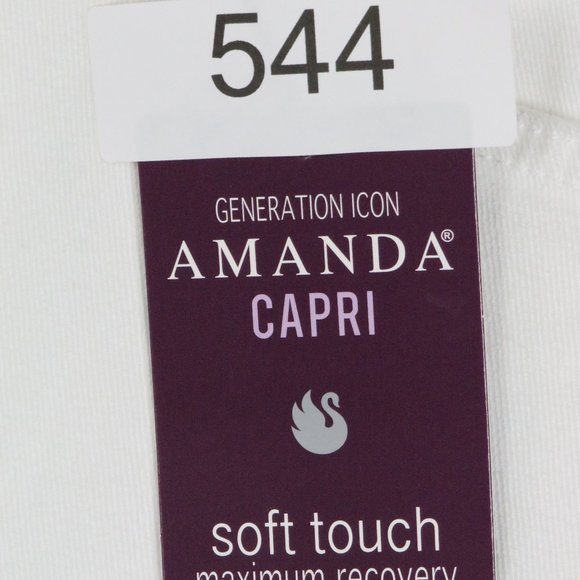 544
GENERATION ICON
AMANDA®
CAPRI
soft touch
maximum recovery